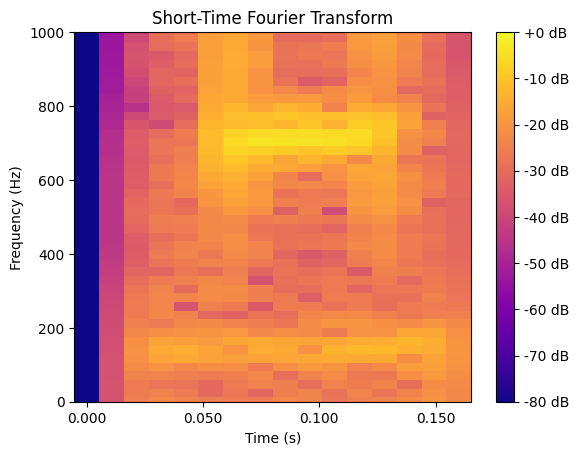 Short-Time Fourier Transform
1000
800
600
400
200
0
Frequency (Hz)
0.000
0.050
0.100
0.150
Time (s)
+0 dB
-10 dB
-20 dB
-30 dB
-40 dB
-50 dB
-60 dB
-70 dB
-80 dB